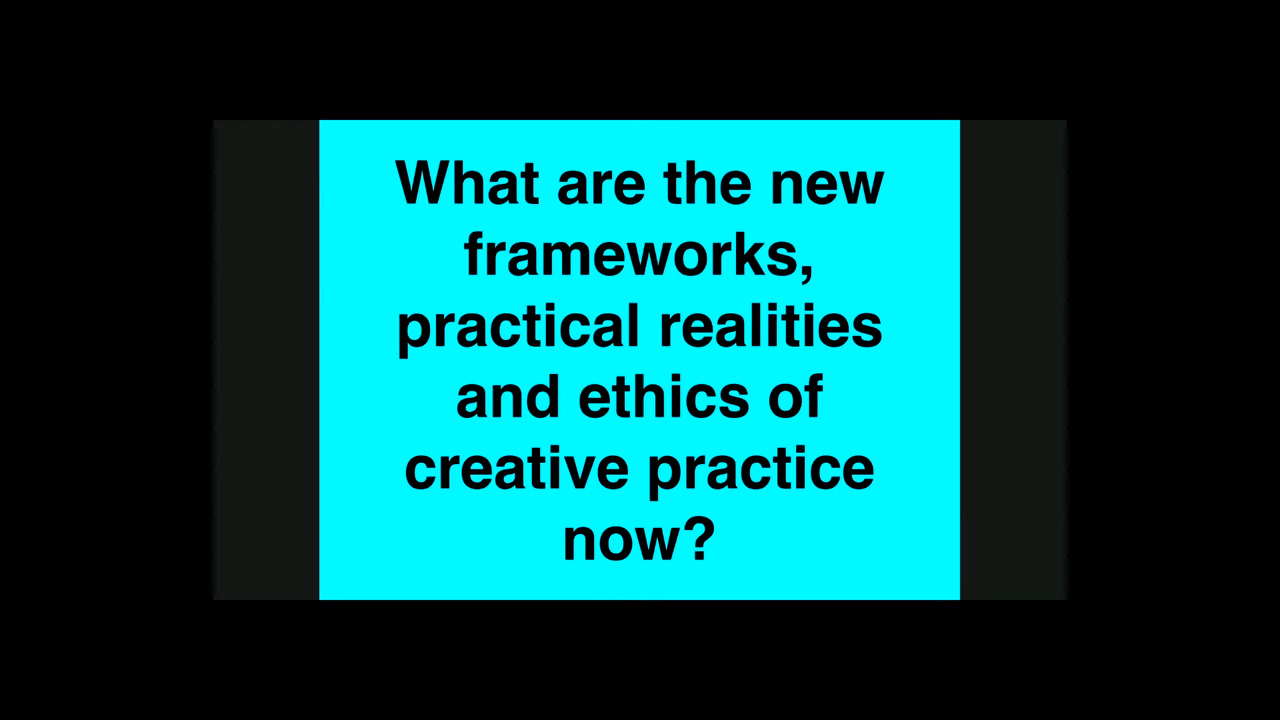 What are the new
frameworks,
practical realities
and ethics of
creative practice
now?